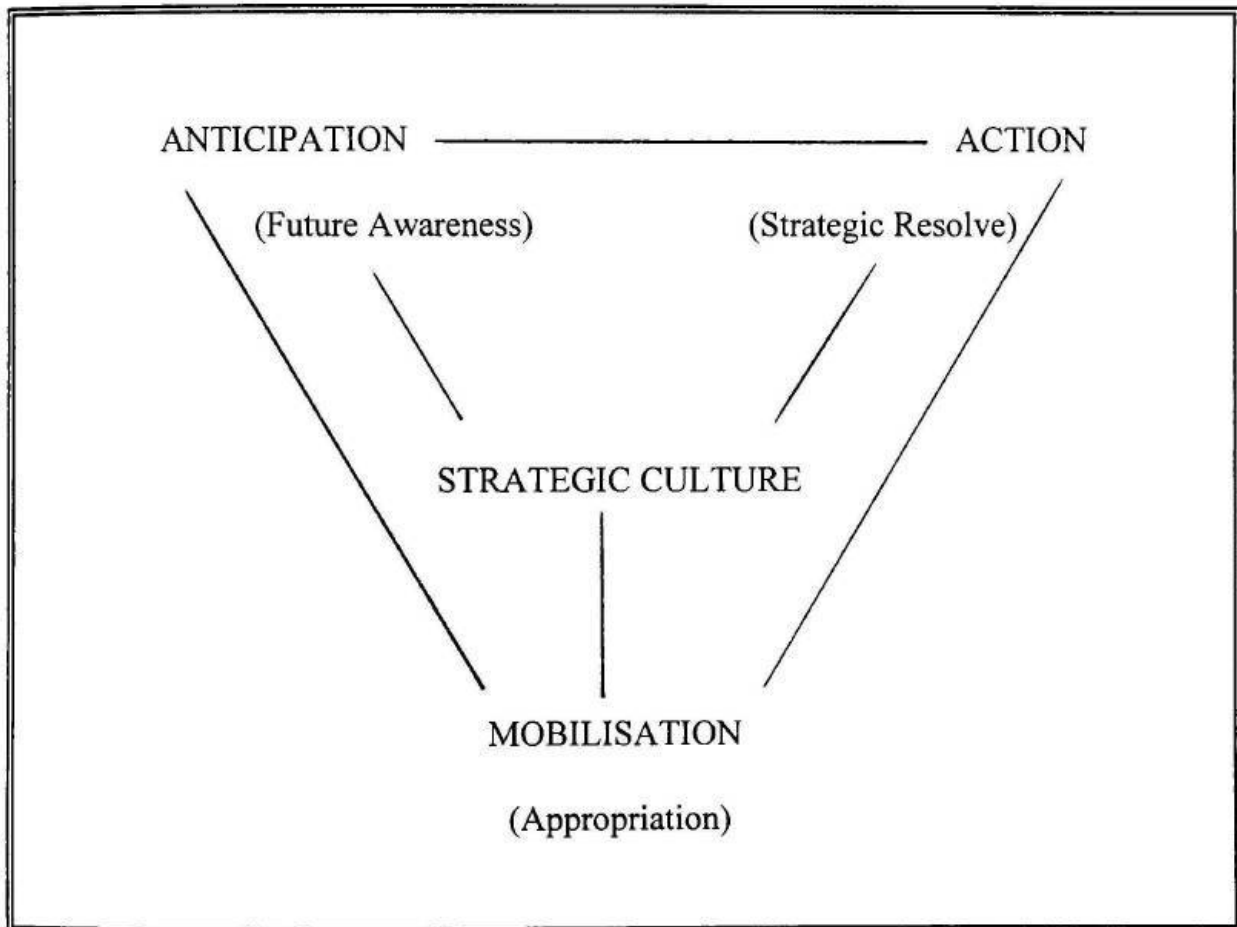 ANTICIPATION ACTION
(Future Awareness) (Strategic Resolve)
STRATEGIC CULTURE
MOBILISATION
(Appropriation)